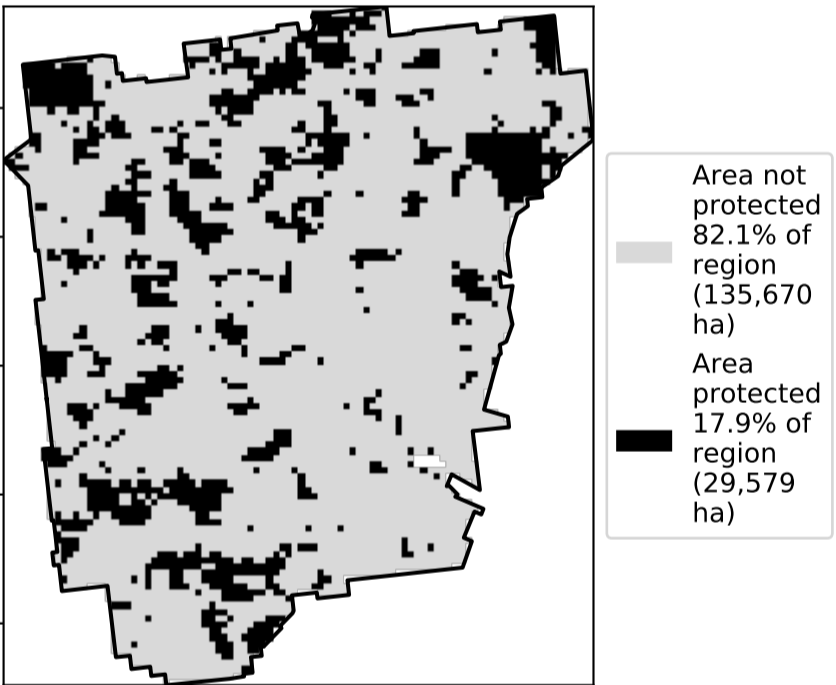 Area not
protected
82.1% of
region
(135,670
ha)
Area
protected
17.9% of
region
(29,579
ha)